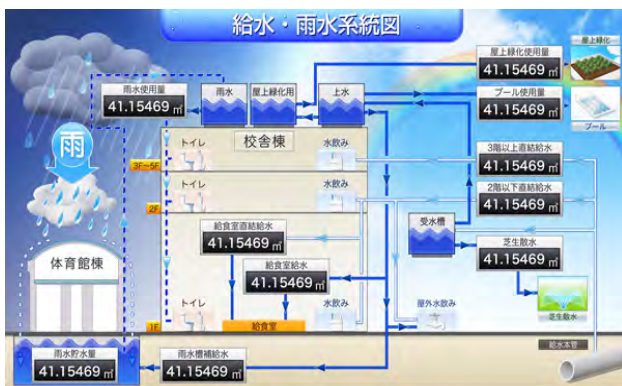 給水・雨水系統図
屋上緑化使用量
41.15469 ㎥
屋上緑化
雨水使用量
41.15469 ㎥
雨水
屋上緑化用
上水
プール使用量
41.15469 ㎥
プール
雨
トイレ
校舎棟
水飲み
3F〜5F
3階以上直結給水
41.15469 ㎥
トイレ
水飲み
2F
2階以下直結給水
41.15469 ㎥
給食室直結給水
41.15469 ㎥
受水槽
芝生散水
41.15469 ㎥
体育館棟
給食室給水
41.15469 ㎥
トイレ
水飲み
屋外水飲み
芝生散水
1F
給食室
給水本管
雨水貯水量
41.15469 ㎥
雨水槽補給水
41.15469 ㎥